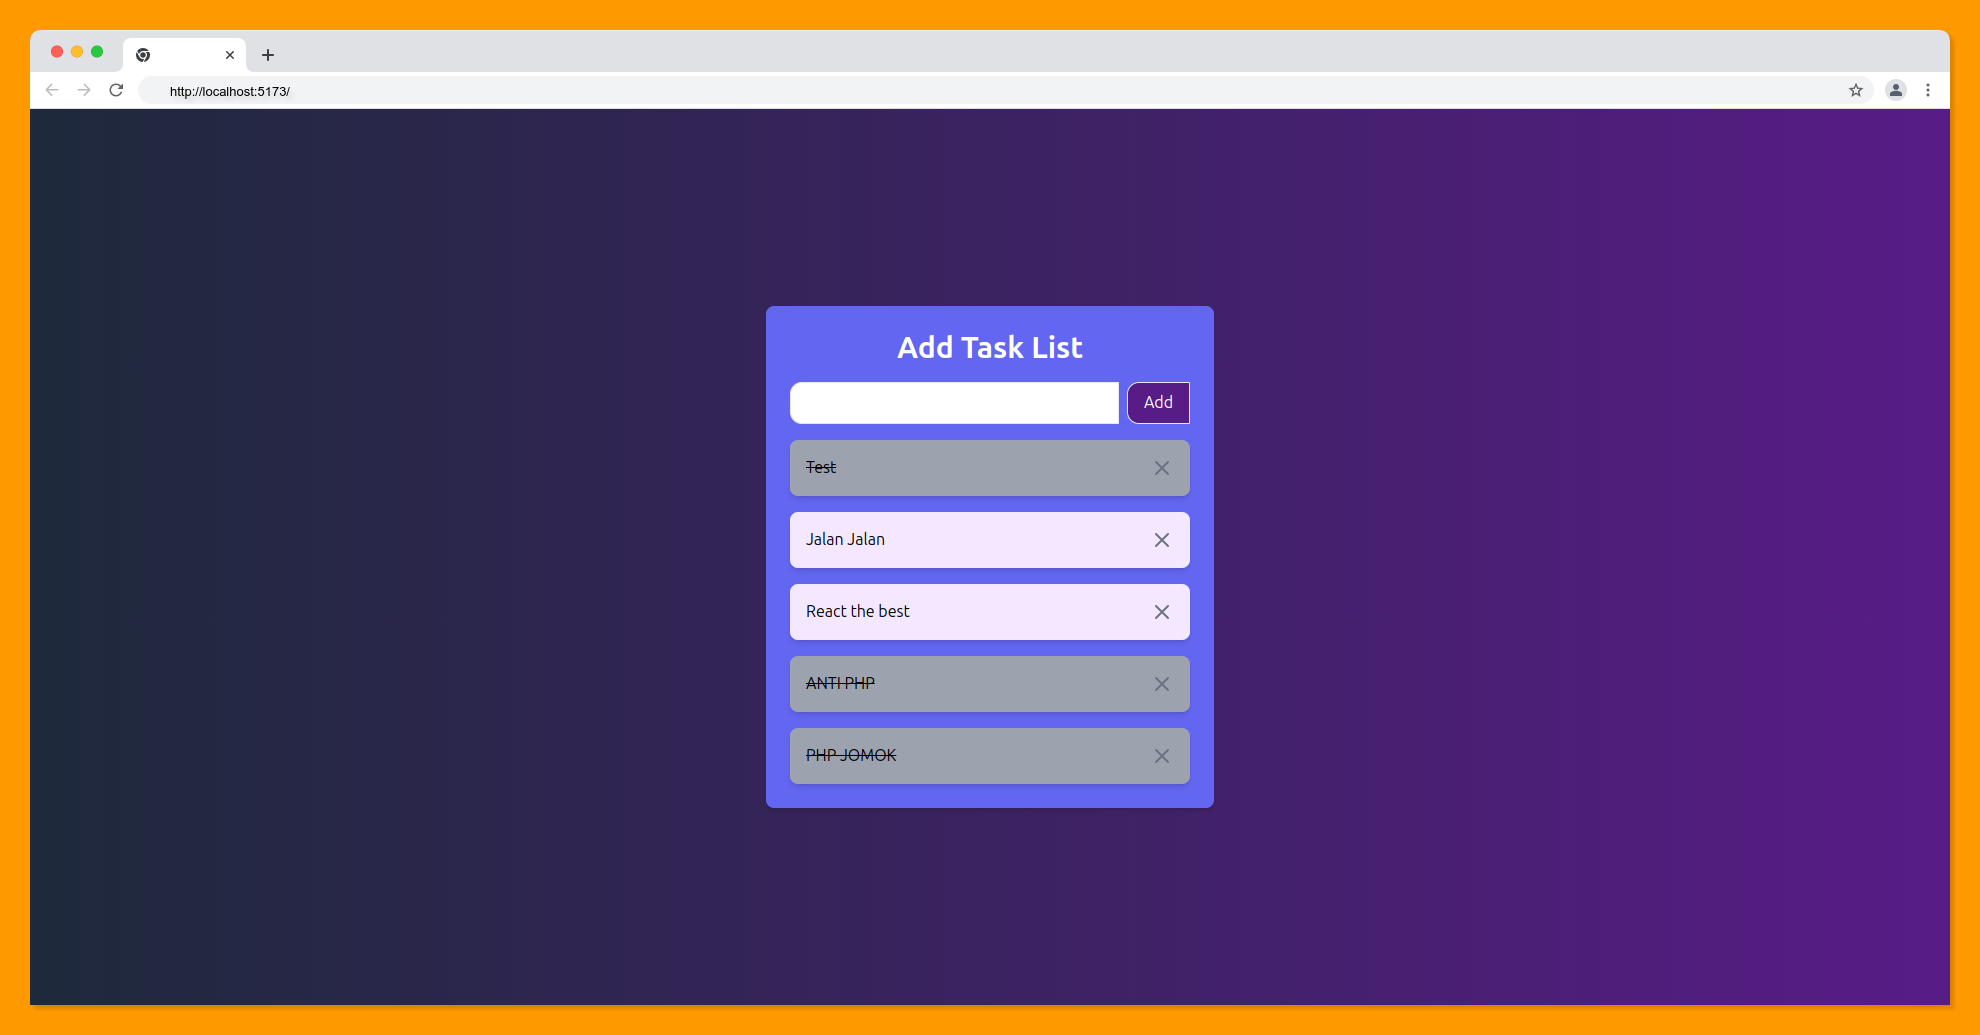 http://localhost:5173/
Add Task List
Add
Test
Jalan Jalan
React the best
ANTI PHP
PHP JOMOK